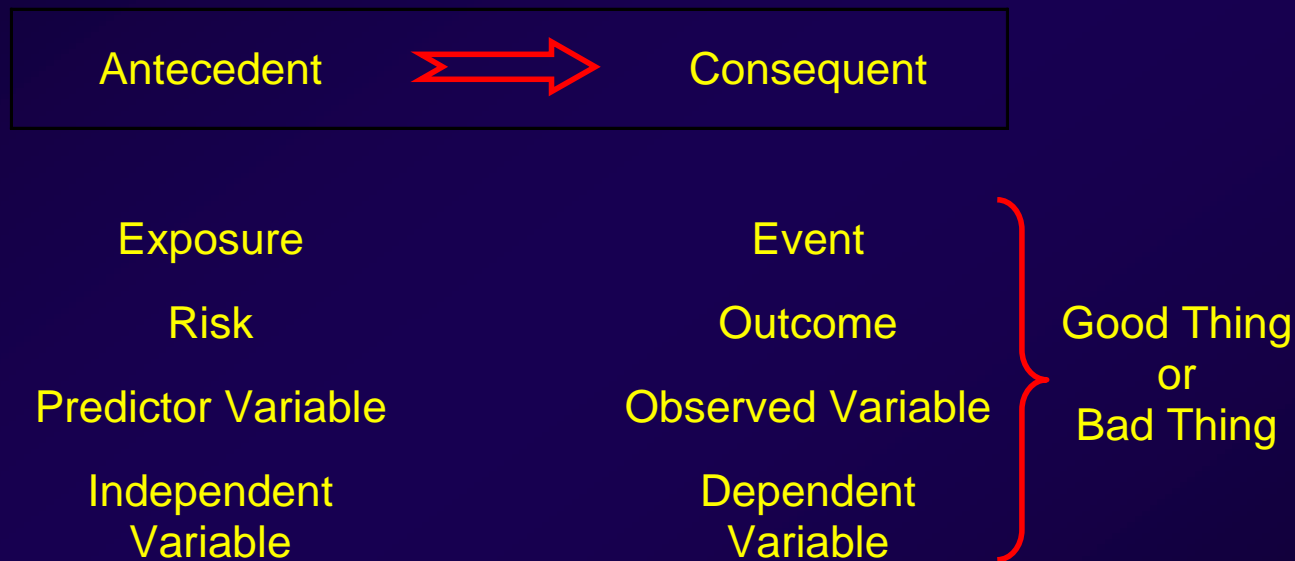 Antecedent Consequent
Exposure Event
Risk Outcome
Predictor Variable Observed Variable
Independent
Variable
Dependent
Variable
Good Thing
or
Bad Thing